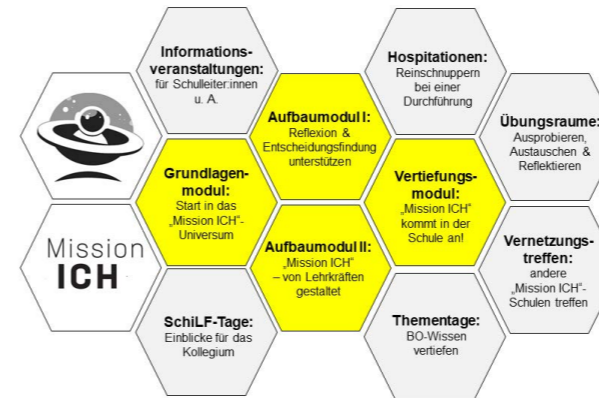 Informations-
veranstaltungen:
für Schulleiter:innen
u. A.
Hospitationen:
Reinschnuppern
bei einer
Durchführung
Aufbaumodul I:
Reflexion &
Entscheidungsfindung
unterstützen
Übungsraume:
Ausprobieren,
Austauschen &
Reflektieren
Grundlagen-
modul:
Start in das
„Mission ICH“-
Universum
Vertiefungs-
modul:
„Mission ICH“
kommt in der
Schule an!
Mission
ICH
Aufbaumodul II:
„Mission ICH“
– von Lehrkräften
gestaltet
Vernetzungs-
treffen:
andere
„Mission ICH“-
Schulen treffen
SchiLF-Tage:
Einblicke für das
Kollegium
Thementage:
BO-Wissen
vertiefen